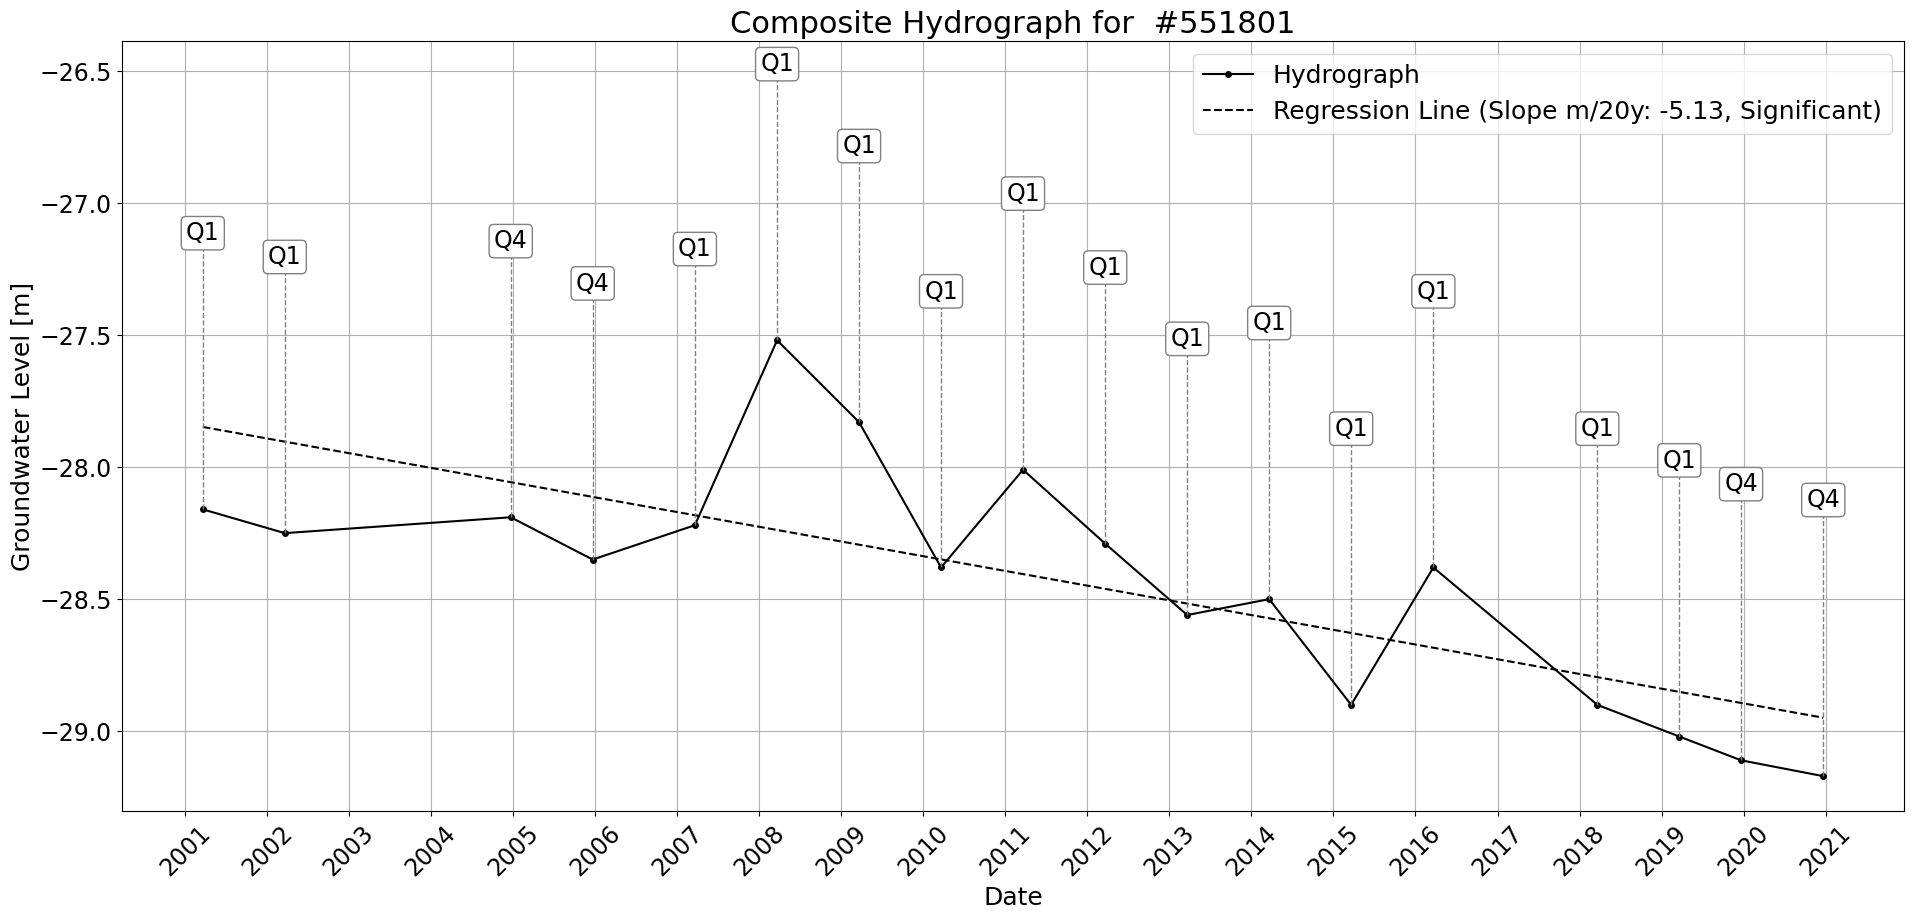 Composite Hydrograph for  #551801
Hydrograph
Regression Line (Slope m/20y: -5.13, Significant)
Groundwater Level [m]
−26.5
−27.0
−27.5
−28.0
−28.5
−29.0
Q1
Q1
Q4
Q4
Q1
Q1
Q1
Q1
Q1
Q1
Q1
Q1
Q1
Q1
Q1
Q1
Q4
Q4
2001
2002
2003
2004
2005
2006
2007
2008
2009
2010
2011
2012
2013
2014
2015
2016
2017
2018
2019
2020
2021
Date